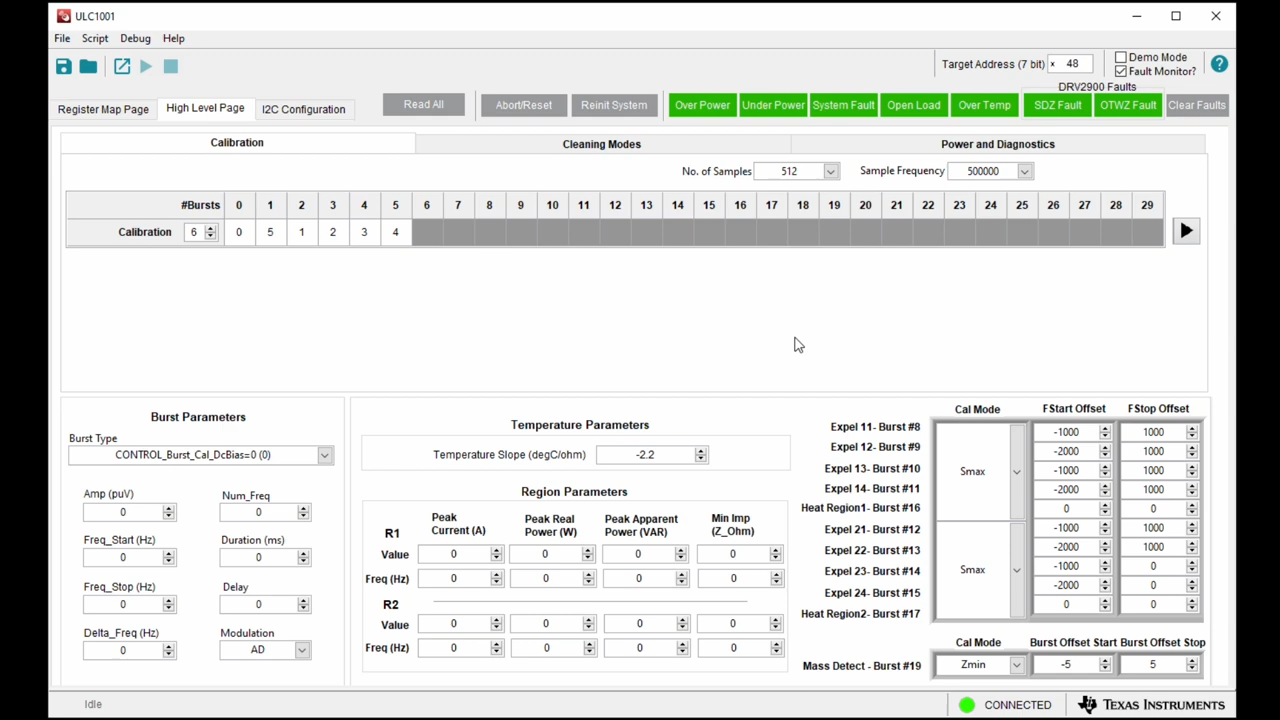 ULC1001
File Script Debug Help
Target Address (7 bit) x 48
Demo Mode
Fault Monitor?
DRV2900 Faults
Register Map Page High Level Page I2C Configuration Read All Abort/Reset Reinit System Over Power Under Power System Fault Open Load Over Temp SDZ Fault OTWZ Fault Clear Faults
Calibration Cleaning Modes Power and Diagnostics
No. of Samples 512 Sample Frequency 500000
#Bursts 0 1 2 3 4 5 6 7 8 9 10 11 12 13 14 15 16 17 18 19 20 21 22 23 24 25 26 27 28 29
Calibration 6 0 5 1 2 3 4
Burst Parameters
Burst Type
CONTROL_Burst_Cal_DcBias=0 (0)
Amp (puV) Num_Freq
0 0
Freq_Start (Hz) Duration (ms)
0 0
Freq_Stop (Hz) Delay
0 0
Delta_Freq (Hz) Modulation
0 AD
Temperature Parameters
Temperature Slope (degC/ohm) -2.2
Region Parameters
R1 Peak Current (A) Peak Real Power (W) Peak Apparent Power (VAR) Min Imp (Z_Ohm)
Value 0 0 0 0
Freq (Hz) 0 0 0 0
R2
Value 0 0 0 0
Freq (Hz) 0 0 0 0
Cal Mode FStart Offset FStop Offset
Expel 11- Burst #8 -1000 1000
Expel 12- Burst #9 -2000 1000
Expel 13- Burst #10 Smax -1000 1000
Expel 14- Burst #11 -2000 1000
Heat Region1- Burst #16 0 0
Expel 21- Burst #12 -1000 1000
Expel 22- Burst #13 -2000 1000
Expel 23- Burst #14 Smax -1000 0
Expel 24- Burst #15 -2000 0
Heat Region2- Burst #17 0 0
Cal Mode Burst Offset Start Burst Offset Stop
Mass Detect - Burst #19 Zmin -5 5
Idle CONNECTED TEXAS INSTRUMENTS